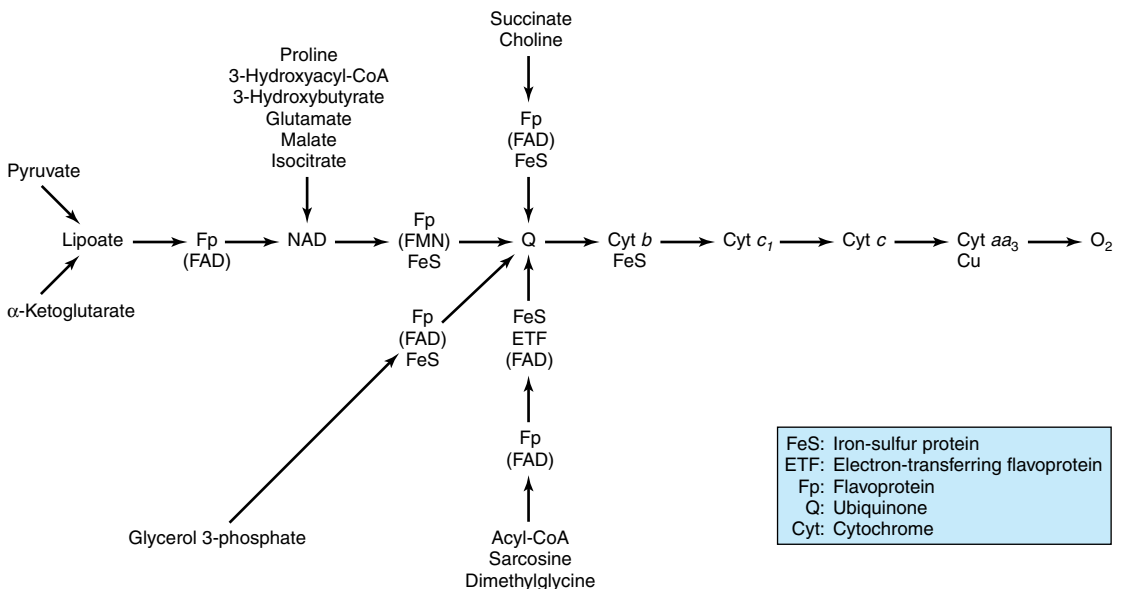 Succinate
Choline
Proline
3-Hydroxyacyl-CoA
3-Hydroxybutyrate
Glutamate
Malate
Isocitrate
Fp
(FAD)
FeS
Pyruvate
Lipoate
Fp
(FAD)
NAD
Fp
(FMN)
FeS
Q
Cyt b
FeS
Cyt c₁
Cyt c
Cyt aa₃
Cu
O₂
α-Ketoglutarate
Fp
(FAD)
FeS
FeS
ETF
(FAD)
Fp
(FAD)
Glycerol 3-phosphate
Acyl-CoA
Sarcosine
Dimethylglycine
FeS: Iron-sulfur protein
ETF: Electron-transferring flavoprotein
Fp: Flavoprotein
Q: Ubiquinone
Cyt: Cytochrome